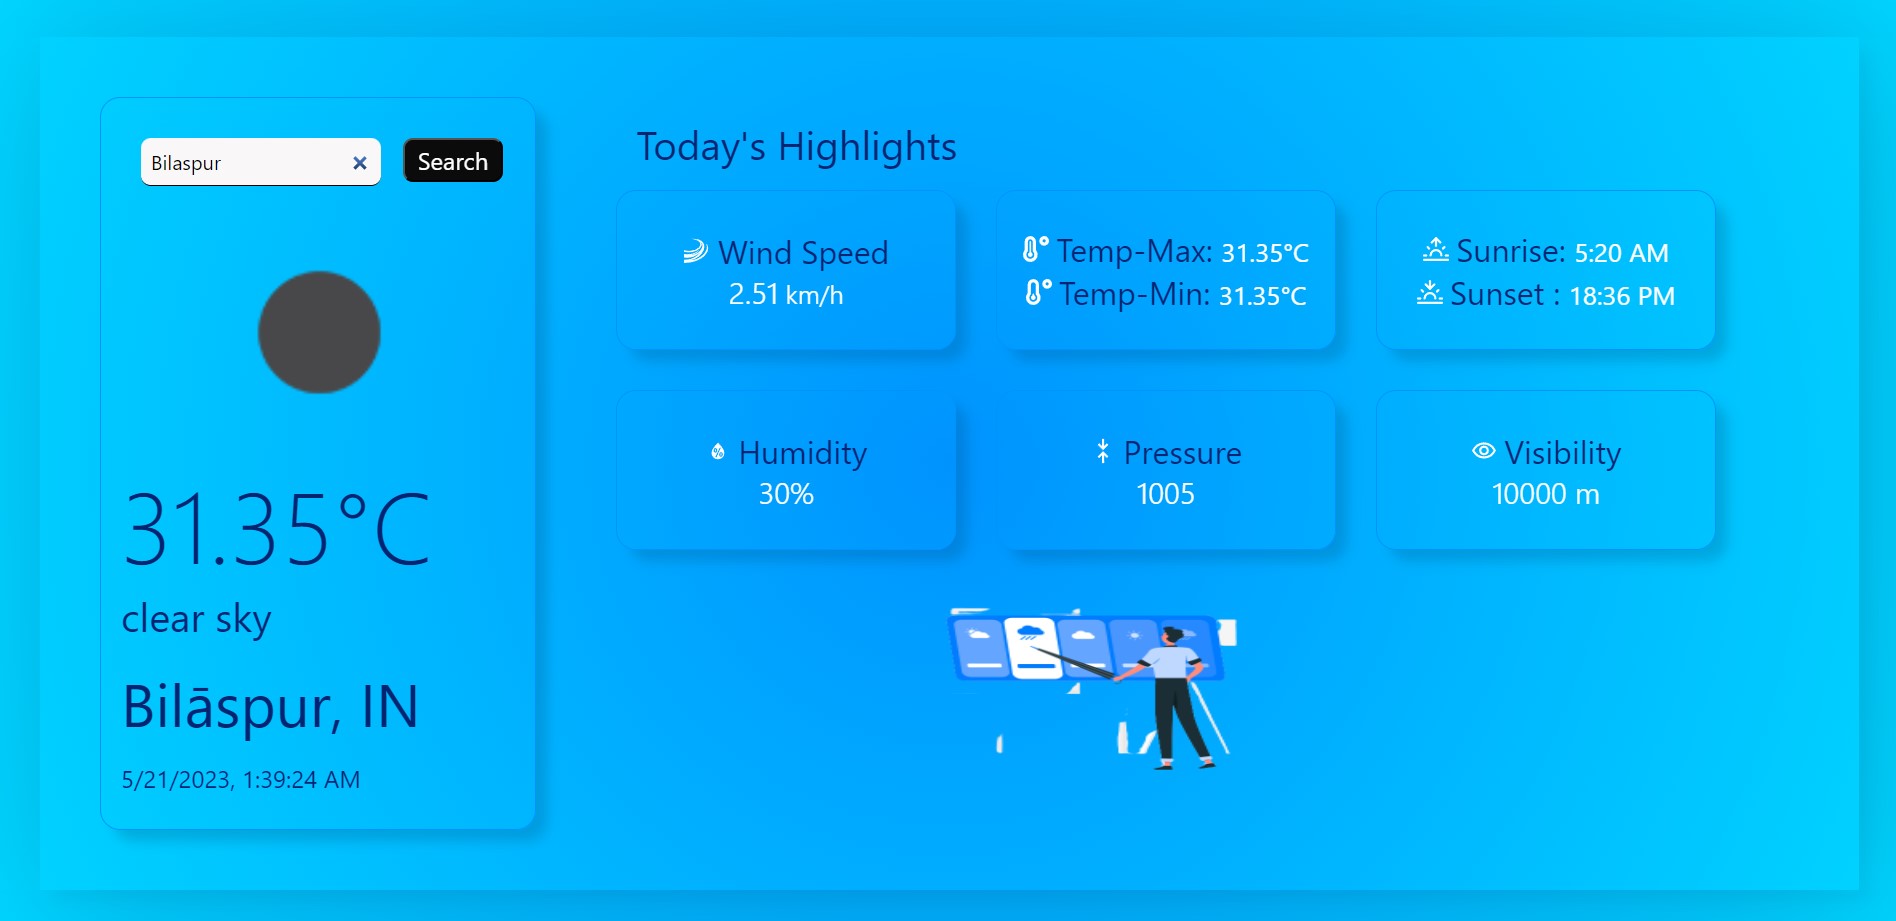 Bilaspur
Search
31.35°C
clear sky
Bilāspur, IN
5/21/2023, 1:39:24 AM
Today's Highlights
Wind Speed
2.51 km/h
Temp-Max: 31.35°C
Temp-Min: 31.35°C
Sunrise: 5:20 AM
Sunset : 18:36 PM
Humidity
30%
Pressure
1005
Visibility
10000 m